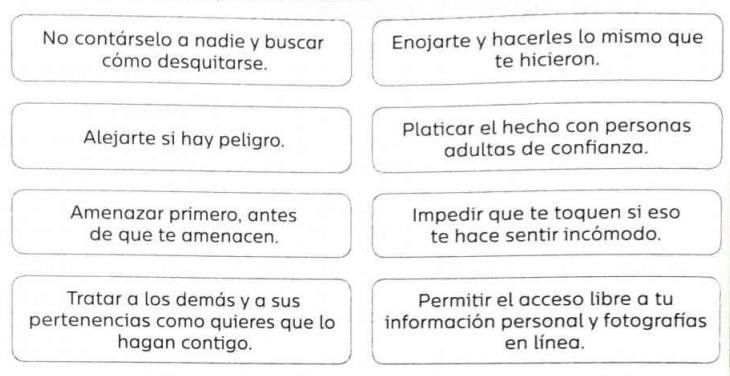 No contárselo a nadie y buscar
cómo desquitarse.
Enojarte y hacerles lo mismo que
te hicieron.
Alejarte si hay peligro.
Platicar el hecho con personas
adultas de confianza.
Amenazar primero, antes
de que te amenacen.
Impedir que te toquen si eso
te hace sentir incómodo.
Tratar a los demás y a sus
pertenencias como quieres que lo
hagan contigo.
Permitir el acceso libre a tu
información personal y fotografías
en línea.